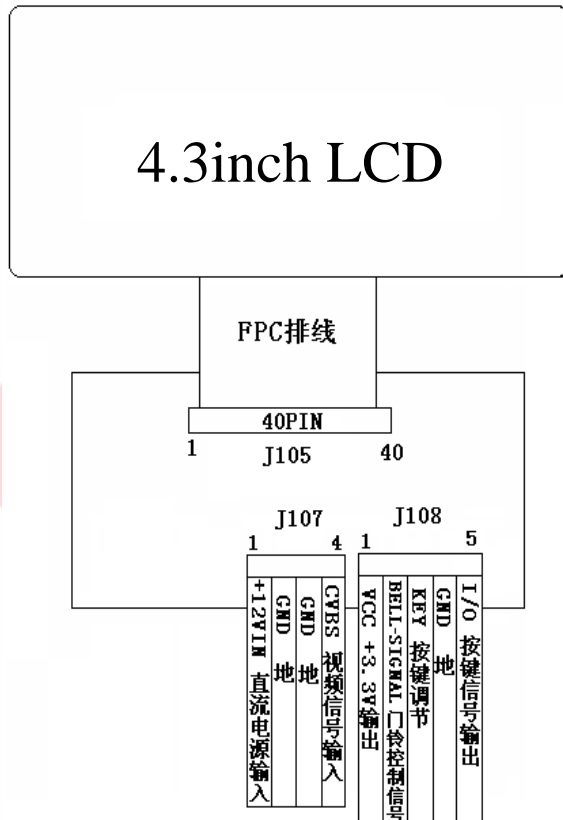 4.3inch LCD
FPC排线
40PIN
1 J105 40
J107
1 4
J108
1 5
+12VIN 直流电源输入
GND 地
GND 地
CVBS 视频信号输入
VCC +3.3V输出
BELL-SIGNAL 门铃控制信号
KEY 按键调节
GND 地
I/O 按键信号输出